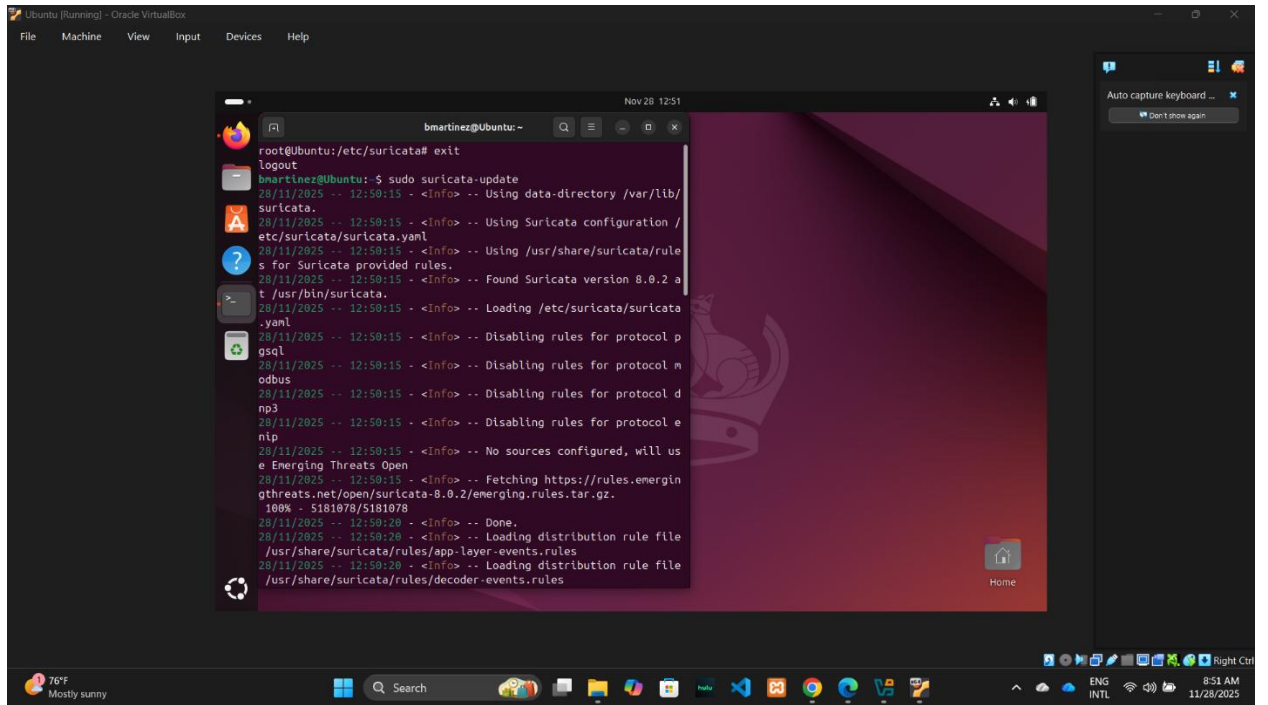 Ubuntu [Running] - Oracle VirtualBox
File Machine View Input Devices Help
Auto capture keyboard ...
Don't show again
Nov 28 12:51
bmartinez@Ubuntu: ~
root@Ubuntu:/etc/suricata# exit
logout
bmartinez@Ubuntu:~$ sudo suricata-update
28/11/2025 -- 12:50:15 - <Info> -- Using data-directory /var/lib/
suricata.
28/11/2025 -- 12:50:15 - <Info> -- Using Suricata configuration /
etc/suricata/suricata.yaml
28/11/2025 -- 12:50:15 - <Info> -- Using /usr/share/suricata/rule
s for Suricata provided rules.
28/11/2025 -- 12:50:15 - <Info> -- Found Suricata version 8.0.2 a
t /usr/bin/suricata.
28/11/2025 -- 12:50:15 - <Info> -- Loading /etc/suricata/suricata
.yaml
28/11/2025 -- 12:50:15 - <Info> -- Disabling rules for protocol p
gsql
28/11/2025 -- 12:50:15 - <Info> -- Disabling rules for protocol m
odbus
28/11/2025 -- 12:50:15 - <Info> -- Disabling rules for protocol d
np3
28/11/2025 -- 12:50:15 - <Info> -- Disabling rules for protocol e
nip
28/11/2025 -- 12:50:15 - <Info> -- No sources configured, will us
e Emerging Threats Open
28/11/2025 -- 12:50:15 - <Info> -- Fetching https://rules.emergin
gthreats.net/open/suricata-8.0.2/emerging.rules.tar.gz.
100% - 5181078/5181078
28/11/2025 -- 12:50:20 - <Info> -- Done.
28/11/2025 -- 12:50:20 - <Info> -- Loading distribution rule file
/usr/share/suricata/rules/app-layer-events.rules
28/11/2025 -- 12:50:20 - <Info> -- Loading distribution rule file
/usr/share/suricata/rules/decoder-events.rules
Home
Right Ctrl
1
76°F
Mostly sunny
Search
hulu
ENG
INTL
8:51 AM
11/28/2025